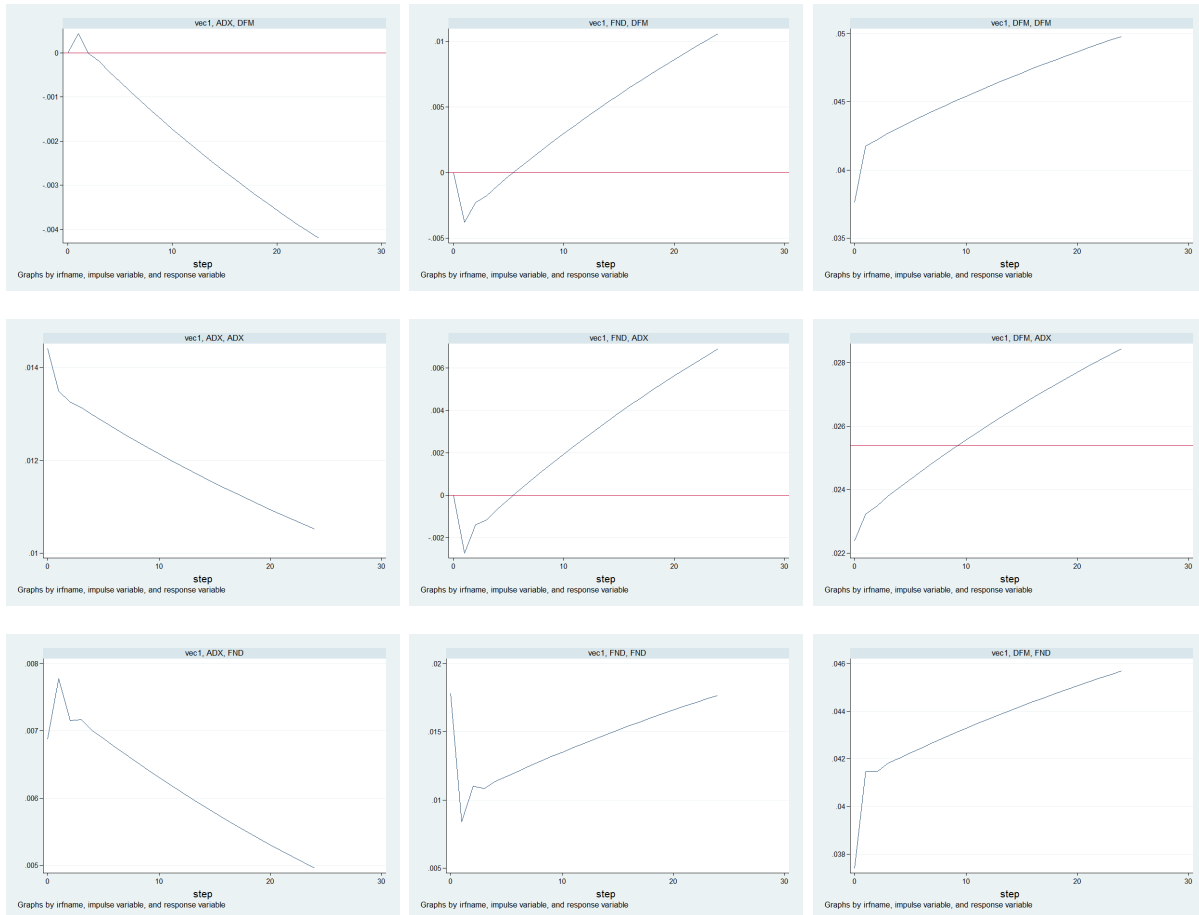 vec1, ADX, DFM
0
-.001
-.002
-.003
-.004
0
10
20
30
step
Graphs by irfname, impulse variable, and response variable
vec1, FND, DFM
.01
.005
0
-.005
0
10
20
30
step
Graphs by irfname, impulse variable, and response variable
vec1, DFM, DFM
.05
.045
.04
.035
0
10
20
30
step
Graphs by irfname, impulse variable, and response variable
vec1, ADX, ADX
.014
.012
.01
0
10
20
30
step
Graphs by irfname, impulse variable, and response variable
vec1, FND, ADX
.006
.004
.002
0
-.002
0
10
20
30
step
Graphs by irfname, impulse variable, and response variable
vec1, DFM, ADX
.028
.026
.024
.022
0
10
20
30
step
Graphs by irfname, impulse variable, and response variable
vec1, ADX, FND
.008
.007
.006
.005
0
10
20
30
step
Graphs by irfname, impulse variable, and response variable
vec1, FND, FND
.02
.015
.01
.005
0
10
20
30
step
Graphs by irfname, impulse variable, and response variable
vec1, DFM, FND
.046
.044
.042
.04
.038
0
10
20
30
step
Graphs by irfname, impulse variable, and response variable